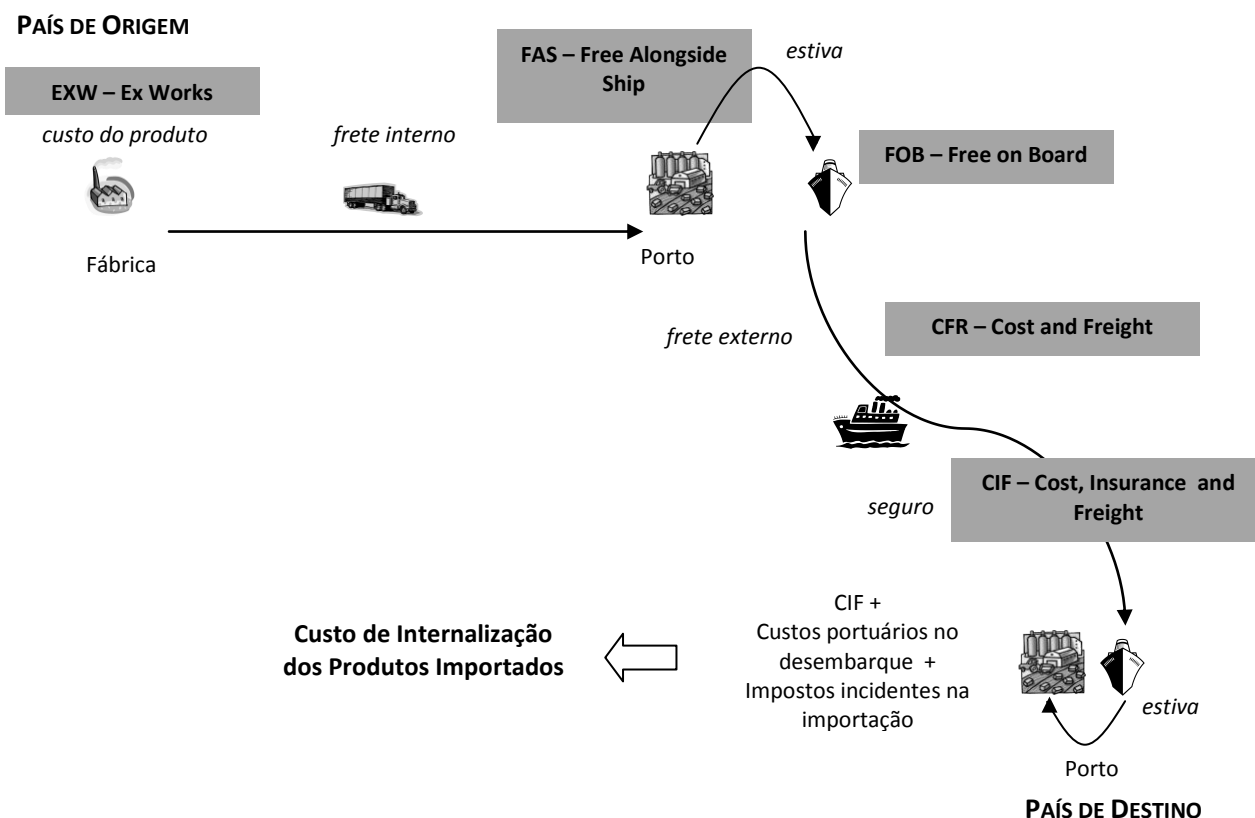 PAÍS DE ORIGEM
EXW – Ex Works
custo do produto
Fábrica
frete interno
FAS – Free Alongside
Ship
estiva
Porto
FOB – Free on Board
frete externo
CFR – Cost and Freight
seguro
CIF – Cost, Insurance and
Freight
Custo de Internalização
dos Produtos Importados
CIF +
Custos portuários no
desembarque +
Impostos incidentes na
importação
estiva
Porto
PAÍS DE DESTINO